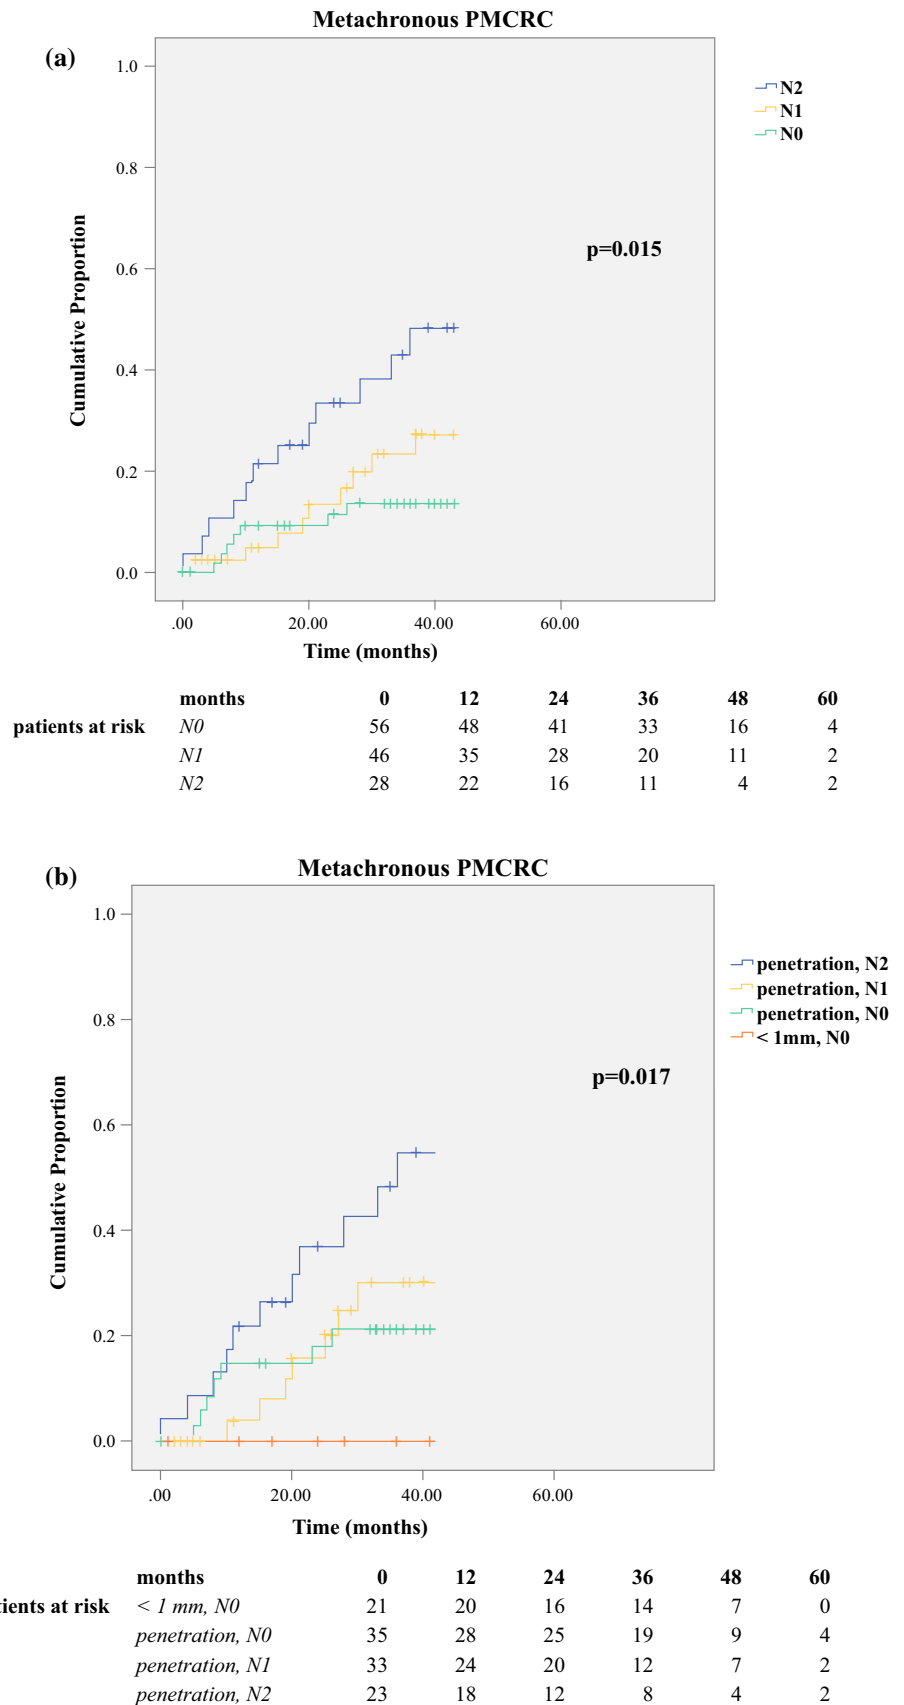 Metachronous PMCRC
(a)
1.0
0.8
0.6
0.4
0.2
0.0
Cumulative Proportion
N2
N1
N0
p=0.015
.00 20.00 40.00 60.00
Time (months)
months 0 12 24 36 48 60
patients at risk N0 56 48 41 33 16 4
N1 46 35 28 20 11 2
N2 28 22 16 11 4 2
Metachronous PMCRC
(b)
1.0
0.8
0.6
0.4
0.2
0.0
Cumulative Proportion
penetration, N2
penetration, N1
penetration, N0
< 1mm, N0
p=0.017
.00 20.00 40.00 60.00
Time (months)
months 0 12 24 36 48 60
tients at risk < 1 mm, N0 21 20 16 14 7 0
penetration, N0 35 28 25 19 9 4
penetration, N1 33 24 20 12 7 2
penetration, N2 23 18 12 8 4 2